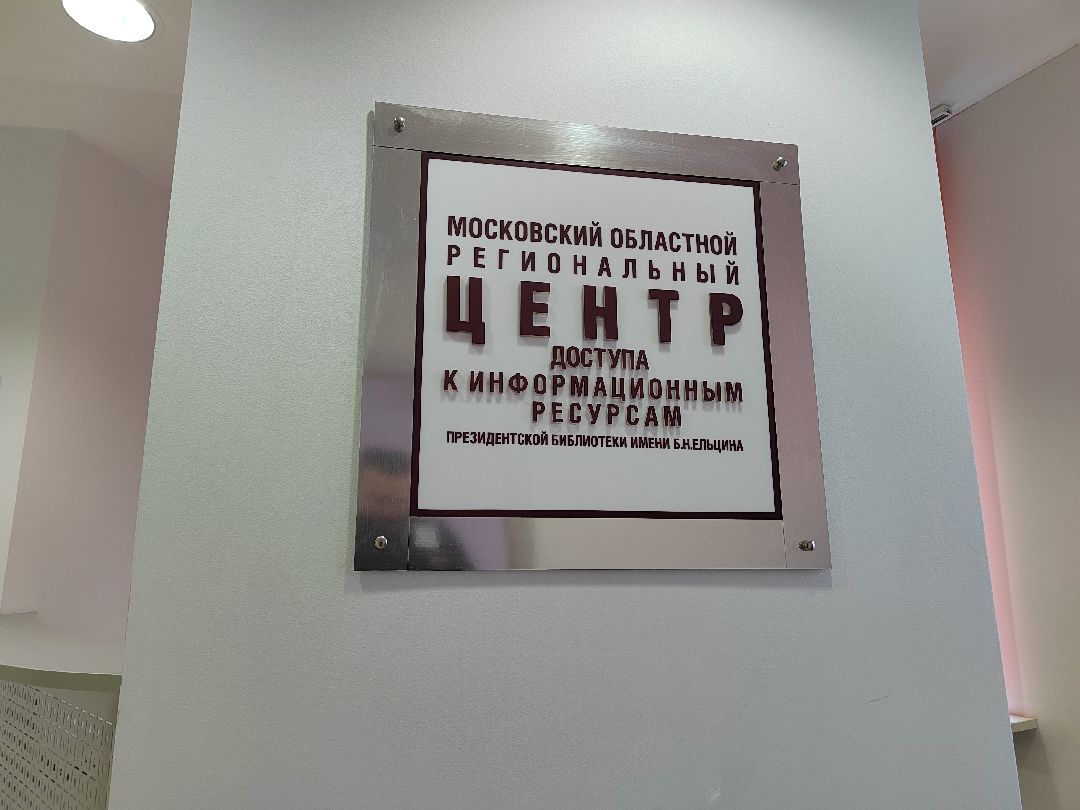 МОСКОВСКИЙ ОБЛАСТНОЙ
РЕГИОНАЛЬНЫЙ
ЦЕНТР
ДОСТУПА
К ИНФОРМАЦИОННЫМ
РЕСУРСАМ
ПРЕЗИДЕНТСКОЙ БИБЛИОТЕКИ ИМЕНИ Б.Н.ЕЛЬЦИНА